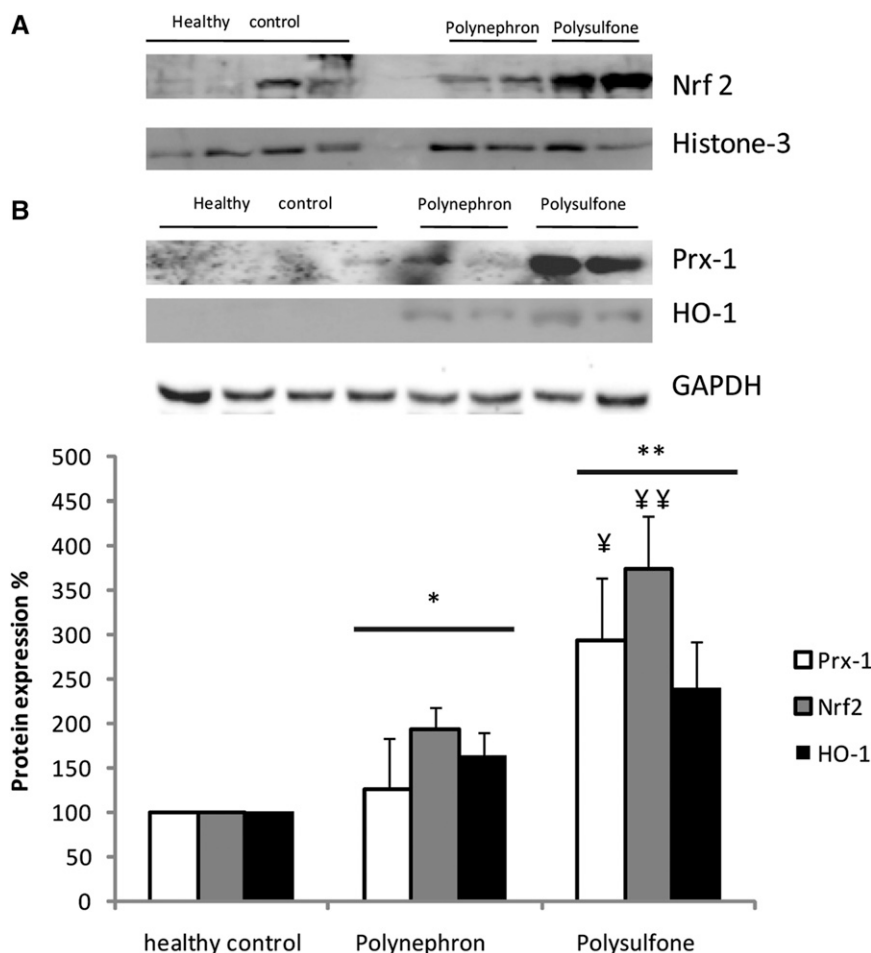 A
Healthy control
Polynephron Polysulfone
Nrf 2
Histone-3
B
Healthy control Polynephron Polysulfone
Prx-1
HO-1
GAPDH
Protein expression %
500
450
400
350
300
250
200
150
100
50
0
*
**
¥
¥ ¥
Prx-1
Nrf2
HO-1
healthy control Polynephron Polysulfone